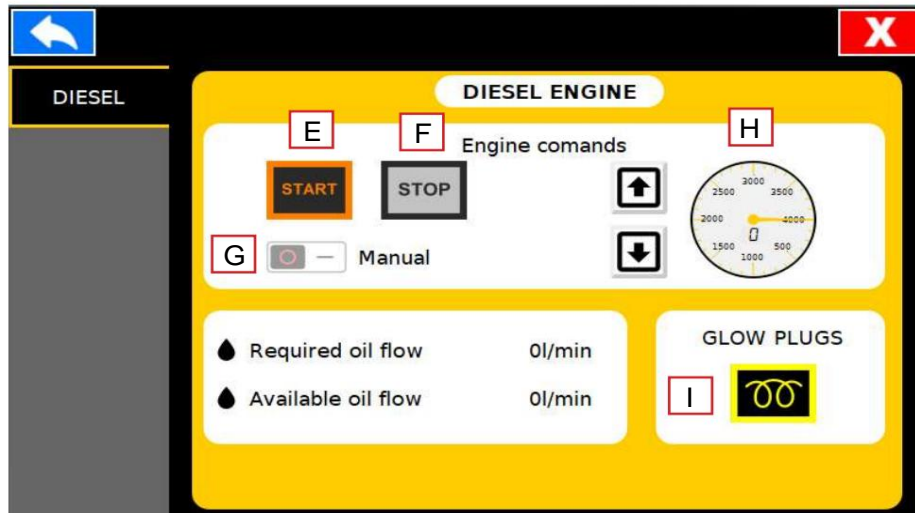 X
DIESEL
DIESEL ENGINE
E
F
H
Engine comands
START
STOP
G
Manual
3000
2500
3500
2000
4000
0
1500
500
1000
Required oil flow
0l/min
Available oil flow
0l/min
GLOW PLUGS
I